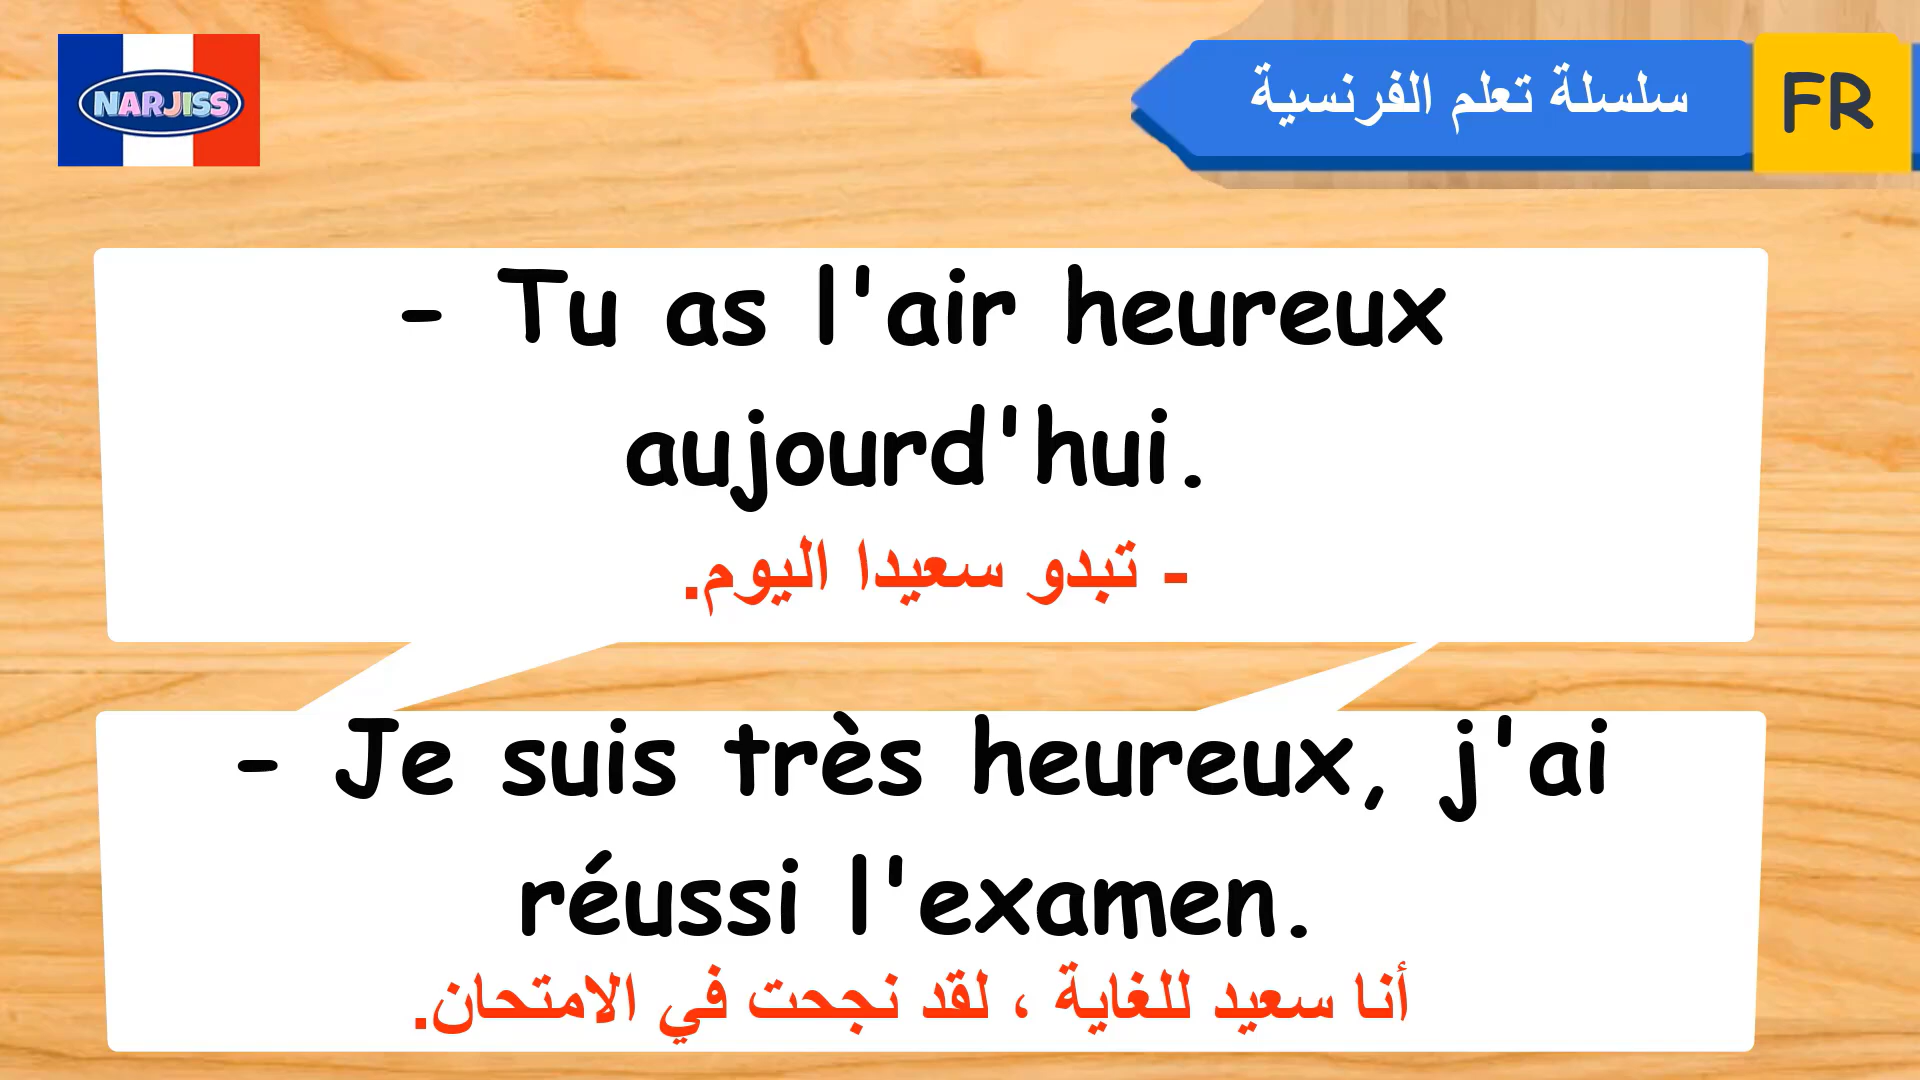 NARJISS
سلسلة تعلم الفرنسية
FR
- Tu as l'air heureux
aujourd'hui.
- تبدو سعيدا اليوم.
- Je suis très heureux, j'ai
réussi l'examen.
أنا سعيد للغاية ، لقد نجحت في الامتحان.